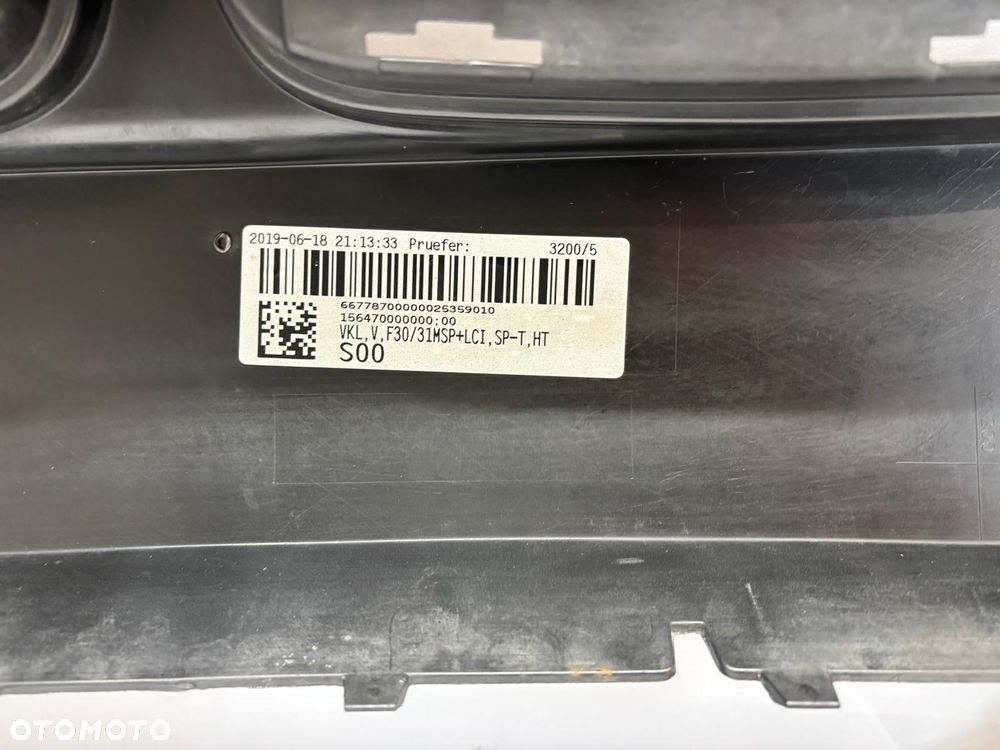 2019-06-18 21:13:33 Pruefer: 3200/5
66778700000025359010
156470000000;00
VKL,V,F30/31MSP+LCI,SP-T,HT
S00
OTOMOTO